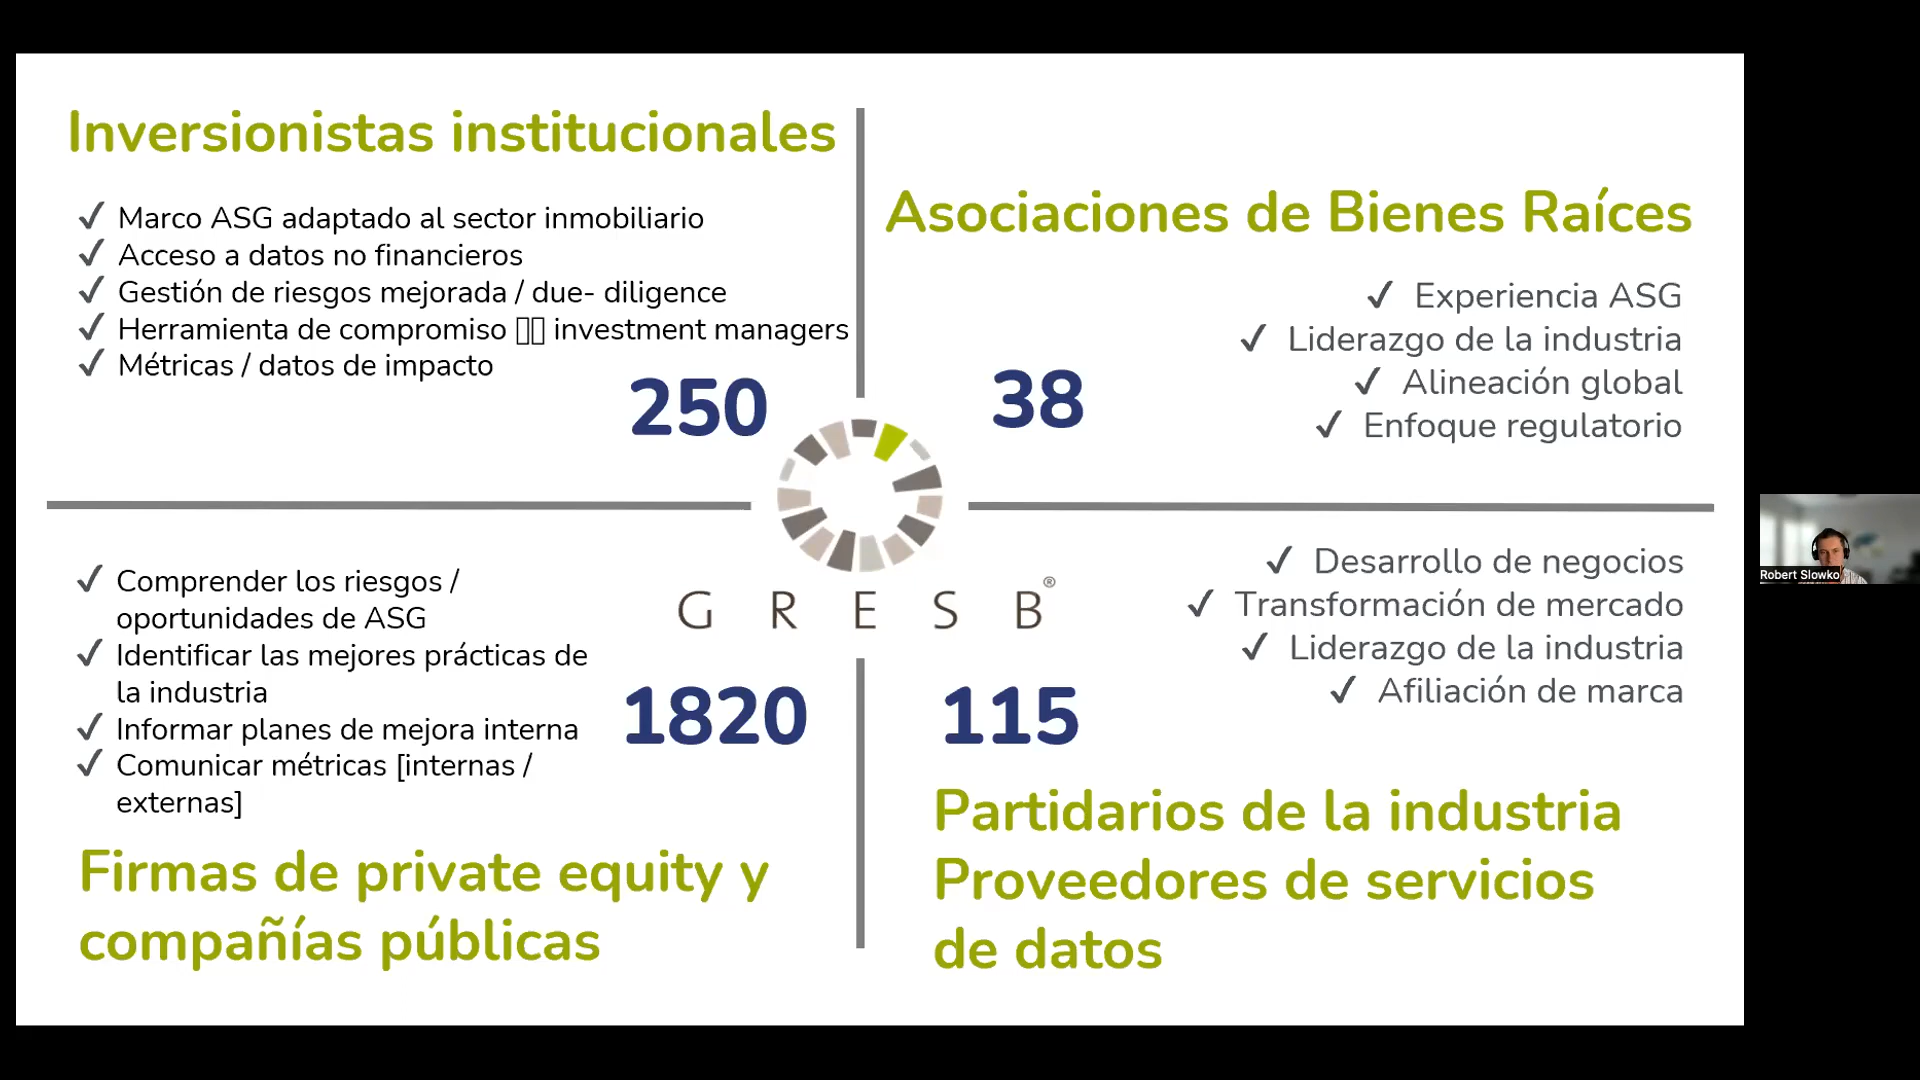 Inversionistas institucionales
✓ Marco ASG adaptado al sector inmobiliario
✓ Acceso a datos no financieros
✓ Gestión de riesgos mejorada / due- diligence
✓ Herramienta de compromiso 􀀀􀀀 investment managers
✓ Métricas / datos de impacto
250
Asociaciones de Bienes Raíces
✓ Experiencia ASG
✓ Liderazgo de la industria
✓ Alineación global
✓ Enfoque regulatorio
38
GRESB®
✓ Comprender los riesgos /
oportunidades de ASG
✓ Identificar las mejores prácticas de
la industria
✓ Informar planes de mejora interna
✓ Comunicar métricas [internas /
externas]
1820
Firmas de private equity y
compañías públicas
✓ Desarrollo de negocios
✓ Transformación de mercado
✓ Liderazgo de la industria
✓ Afiliación de marca
115
Partidarios de la industria
Proveedores de servicios
de datos
Robert Slowko